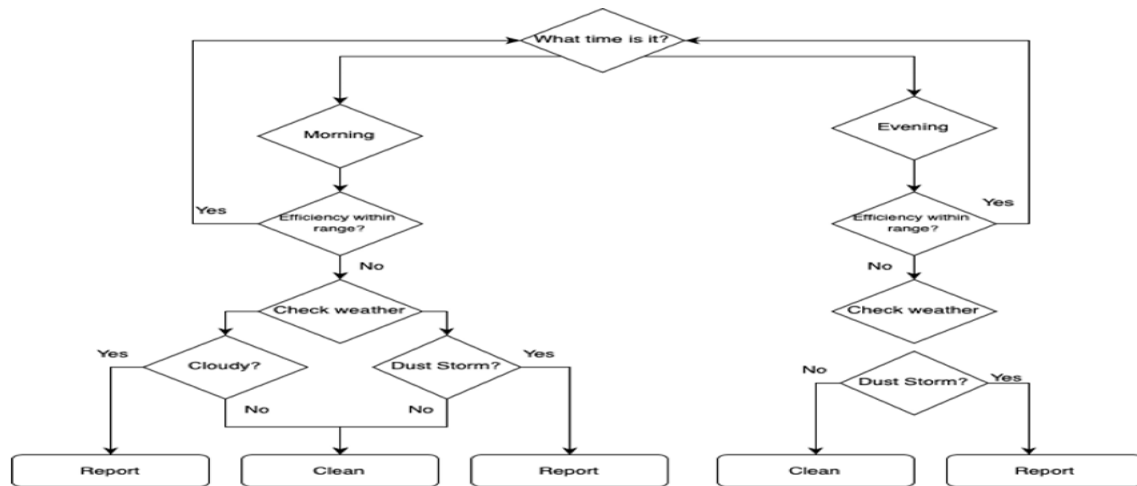 What time is it?
Morning
Evening
Yes
Efficiency within
range?
Efficiency within
range?
Yes
No
No
Check weather
Check weather
Yes
Cloudy?
Dust Storm?
Yes
No
Dust Storm?
Yes
No
No
Report
Clean
Report
Clean
Report